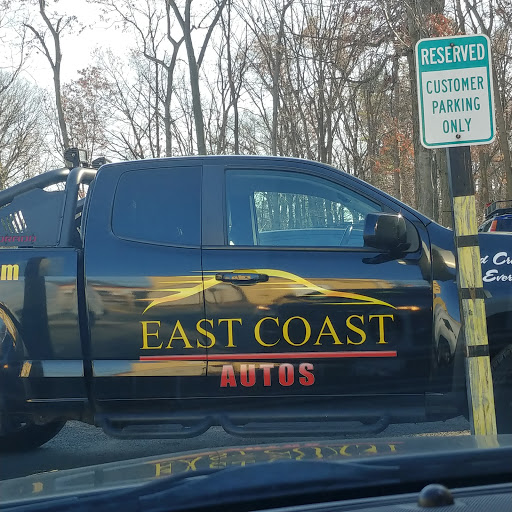 RESERVED
CUSTOMER
PARKING
ONLY
EAST COAST
AUTOS